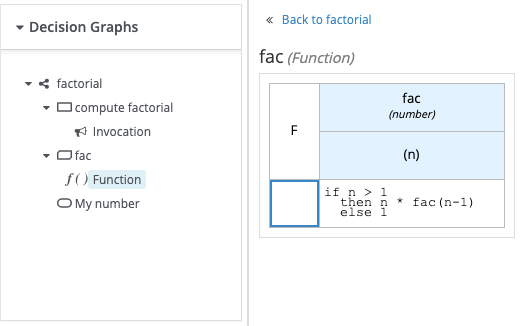 Decision Graphs
factorial
compute factorial
Invocation
fac
f ( ) Function
My number
« Back to factorial
fac (Function)
F
fac
(number)
(n)
if n > 1
then n * fac(n-1)
else 1